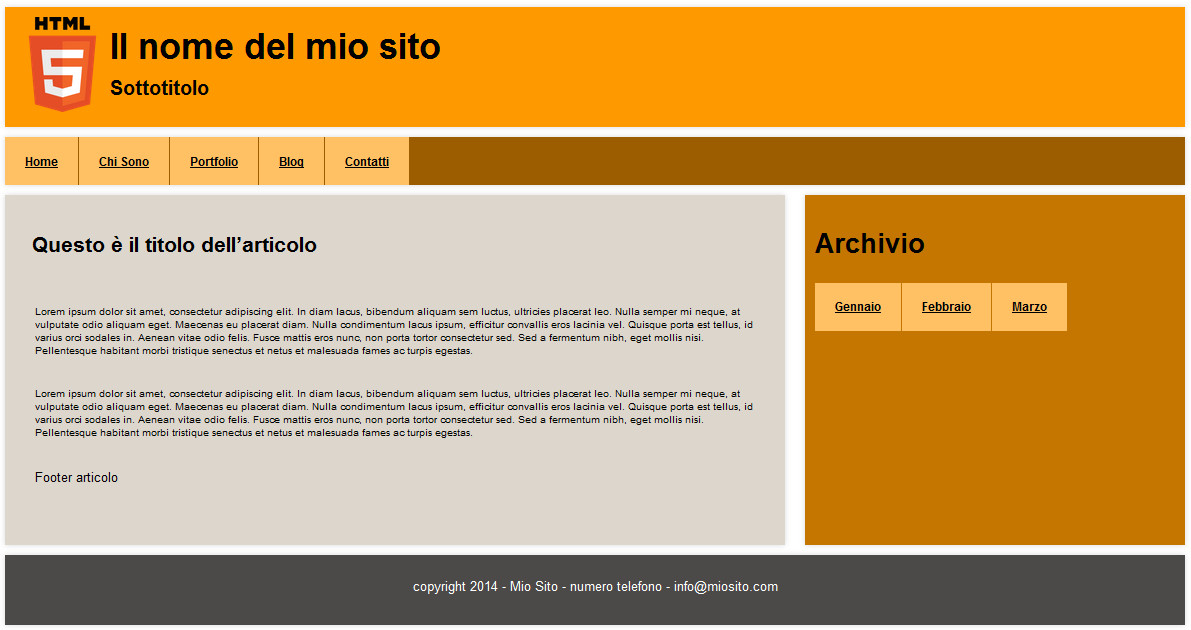 HTML
5
Il nome del mio sito
Sottotitolo
Home
Chi Sono
Portfolio
Blog
Contatti
Questo è il titolo dell’articolo
Lorem ipsum dolor sit amet, consectetur adipiscing elit. In diam lacus, bibendum aliquam sem luctus, ultricies placerat leo. Nulla semper mi neque, at
vulputate odio aliquam eget. Maecenas eu placerat diam. Nulla condimentum lacus ipsum, efficitur convallis eros lacinia vel. Quisque porta est tellus, id
varius orci sodales in. Aenean vitae odio felis. Fusce mattis eros nunc, non porta tortor consectetur sed. Sed a fermentum nibh, eget mollis nisi.
Pellentesque habitant morbi tristique senectus et netus et malesuada fames ac turpis egestas.
Lorem ipsum dolor sit amet, consectetur adipiscing elit. In diam lacus, bibendum aliquam sem luctus, ultricies placerat leo. Nulla semper mi neque, at
vulputate odio aliquam eget. Maecenas eu placerat diam. Nulla condimentum lacus ipsum, efficitur convallis eros lacinia vel. Quisque porta est tellus, id
varius orci sodales in. Aenean vitae odio felis. Fusce mattis eros nunc, non porta tortor consectetur sed. Sed a fermentum nibh, eget mollis nisi.
Pellentesque habitant morbi tristique senectus et netus et malesuada fames ac turpis egestas.
Footer articolo
Archivio
Gennaio
Febbraio
Marzo
copyright 2014 - Mio Sito - numero telefono - info@miosito.com